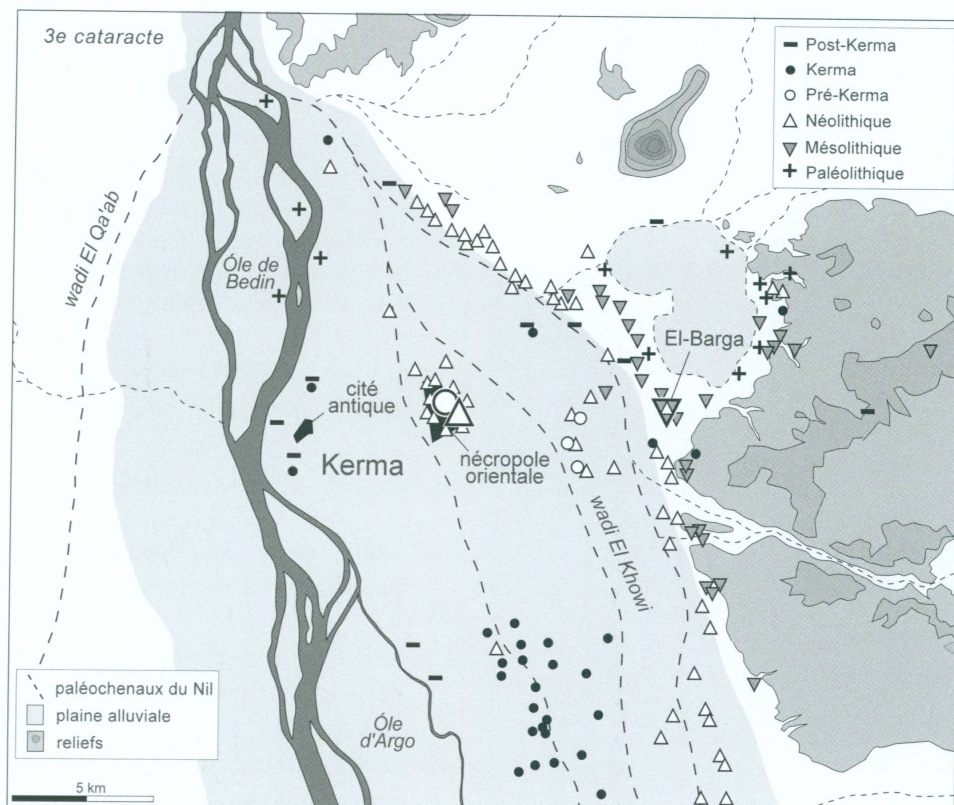 3e cataracte
Post-Kerma
Kerma
Pré-Kerma
Néolithique
Mésolithique
Paléolithique
wadi El Qa'ab
Óle de
Bedin
El-Barga
cité
antique
Kerma
nécropole
orientale
wadi El Khowi
paléochenaux du Nil
plaine alluviale
reliefs
Óle
d'Argo
5 km